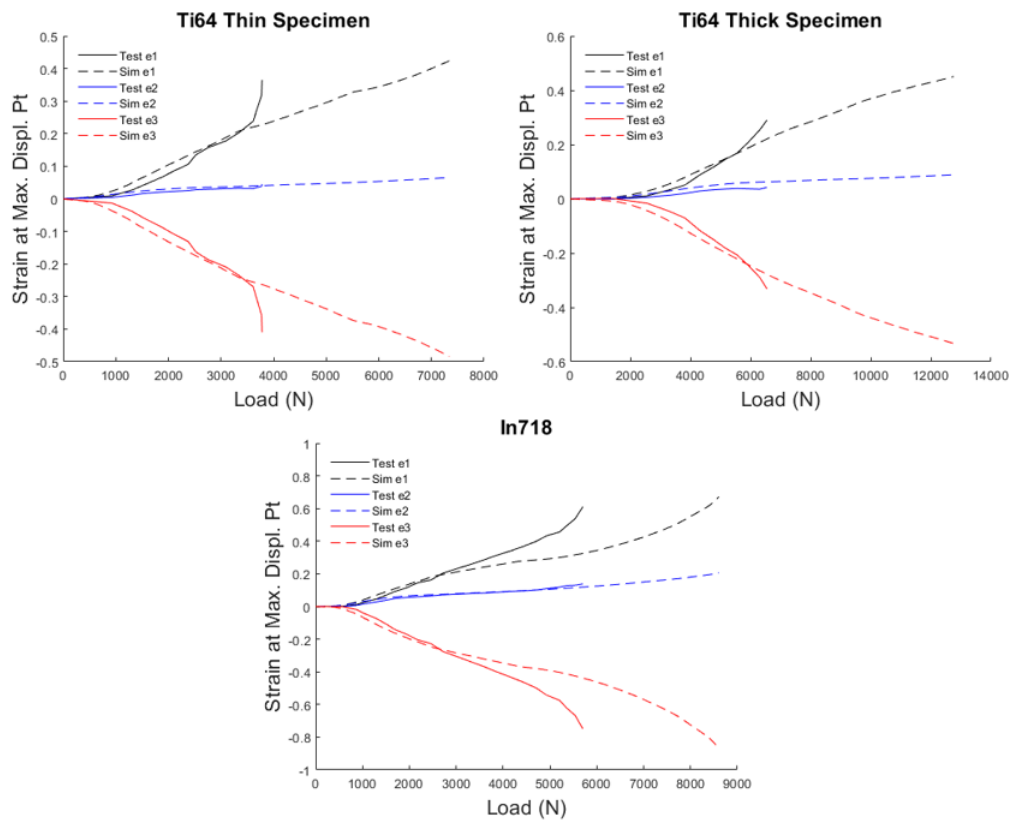 Ti64 Thin Specimen
Strain at Max. Displ. Pt
0.5
0.4
0.3
0.2
0.1
0
-0.1
-0.2
-0.3
-0.4
-0.5
Test e1
Sim e1
Test e2
Sim e2
Test e3
Sim e3
0 1000 2000 3000 4000 5000 6000 7000 8000
Load (N)
Ti64 Thick Specimen
Strain at Max. Displ. Pt
0.6
0.4
0.2
0
-0.2
-0.4
-0.6
Test e1
Sim e1
Test e2
Sim e2
Test e3
Sim e3
0 2000 4000 6000 8000 10000 12000 14000
Load (N)
In718
Strain at Max. Displ. Pt
1
0.8
0.6
0.4
0.2
0
-0.2
-0.4
-0.6
-0.8
-1
Test e1
Sim e1
Test e2
Sim e2
Test e3
Sim e3
0 1000 2000 3000 4000 5000 6000 7000 8000 9000
Load (N)